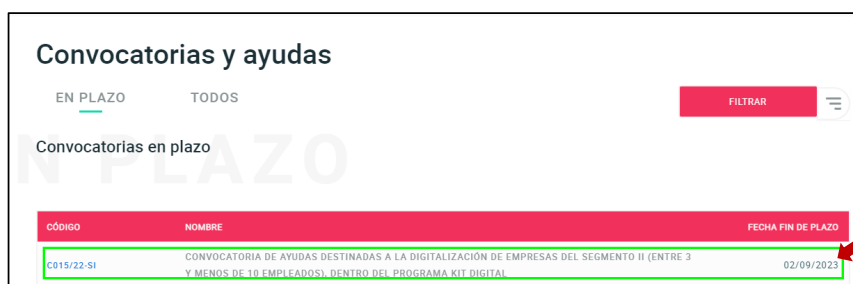 Convocatorias y ayudas
EN PLAZO TODOS FILTRAR
Convocatorias en plazo
N PLAZO
CÓDIGO NOMBRE FECHA FIN DE PLAZO
CONVOCATORIA DE AYUDAS DESTINADAS A LA DIGITALIZACIÓN DE EMPRESAS DEL SEGMENTO II (ENTRE 3
C015/22-SI 02/09/2023
Y MENOS DE 10 EMPLEADOS), DENTRO DEL PROGRAMA KIT DIGITAL